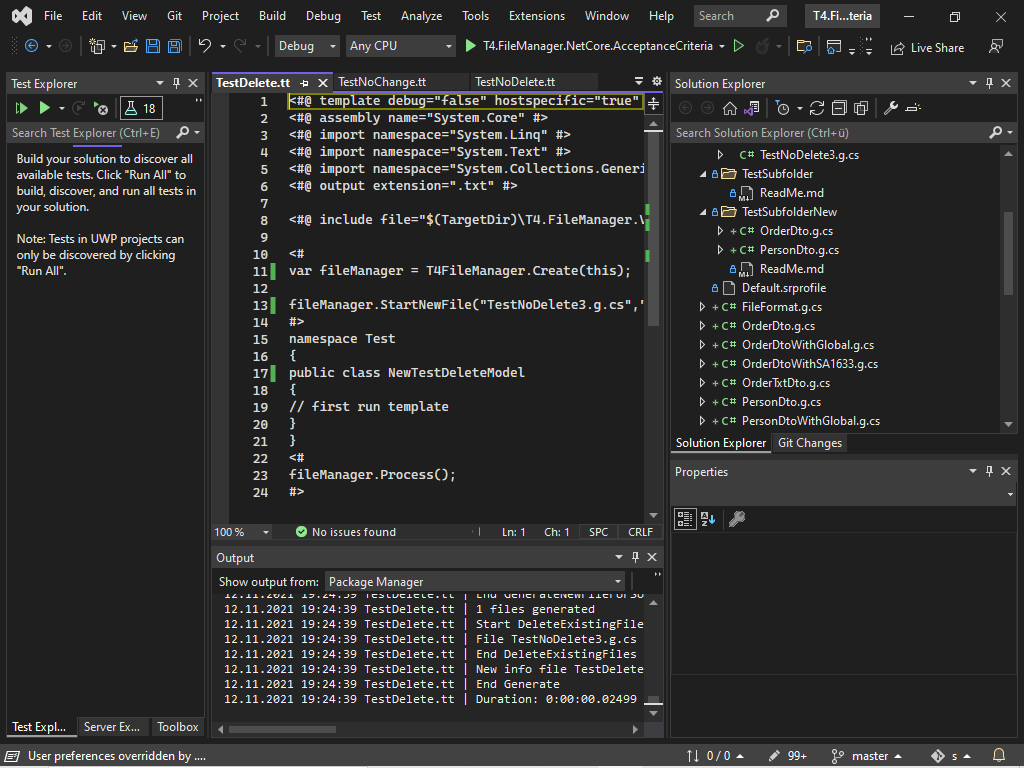 File Edit View Git Project Build Debug Test Analyze Tools Extensions Window Help Search T4.Fi...teria
Debug Any CPU T4.FileManager.NetCore.AcceptanceCriteria Live Share
Test Explorer
18
Search Test Explorer (Ctrl+E)
Build your solution to discover all
available tests. Click "Run All" to
build, discover, and run all tests in
your solution.
Note: Tests in UWP projects can
only be discovered by clicking
"Run All".
Test Expl... Server Ex... Toolbox
TestDelete.tt TestNoChange.tt TestNoDelete.tt
1 <#@ template debug="false" hostspecific="true"
2 <#@ assembly name="System.Core" #>
3 <#@ import namespace="System.Linq" #>
4 <#@ import namespace="System.Text" #>
5 <#@ import namespace="System.Collections.Generi
6 <#@ output extension=".txt" #>
7
8 <#@ include file="$(TargetDir)\T4.FileManager.V
9
10 <#
11 var fileManager = T4FileManager.Create(this);
12
13 fileManager.StartNewFile("TestNoDelete3.g.cs","
14 #>
15 namespace Test
16 {
17 public class NewTestDeleteModel
18 {
19 // first run template
20 }
21 }
22 <#
23 fileManager.Process();
24 #>
100 % No issues found Ln: 1 Ch: 1 SPC CRLF
Output
Show output from: Package Manager
12.11.2021 19:24:39 TestDelete.tt | End GenerateNewFileForSo
12.11.2021 19:24:39 TestDelete.tt | 1 files generated
12.11.2021 19:24:39 TestDelete.tt | Start DeleteExistingFile
12.11.2021 19:24:39 TestDelete.tt | File TestNoDelete3.g.cs
12.11.2021 19:24:39 TestDelete.tt | End DeleteExistingFiles
12.11.2021 19:24:39 TestDelete.tt | New info file TestDelete
12.11.2021 19:24:39 TestDelete.tt | End Generate
12.11.2021 19:24:39 TestDelete.tt | Duration: 0:00:00.02499
Solution Explorer
Search Solution Explorer (Ctrl+ü)
C# TestNoDelete3.g.cs
TestSubfolder
ReadMe.md
TestSubfolderNew
+ C# OrderDto.g.cs
+ C# PersonDto.g.cs
ReadMe.md
Default.srprofile
+ C# FileFormat.g.cs
+ C# OrderDto.g.cs
+ C# OrderDtoWithGlobal.g.cs
+ C# OrderDtoWithSA1633.g.cs
+ C# OrderTxtDto.g.cs
+ C# PersonDto.g.cs
+ C# PersonDtoWithGlobal.g.cs
Solution Explorer Git Changes
Properties
User preferences overridden by .... 0 / 0 99+ master s